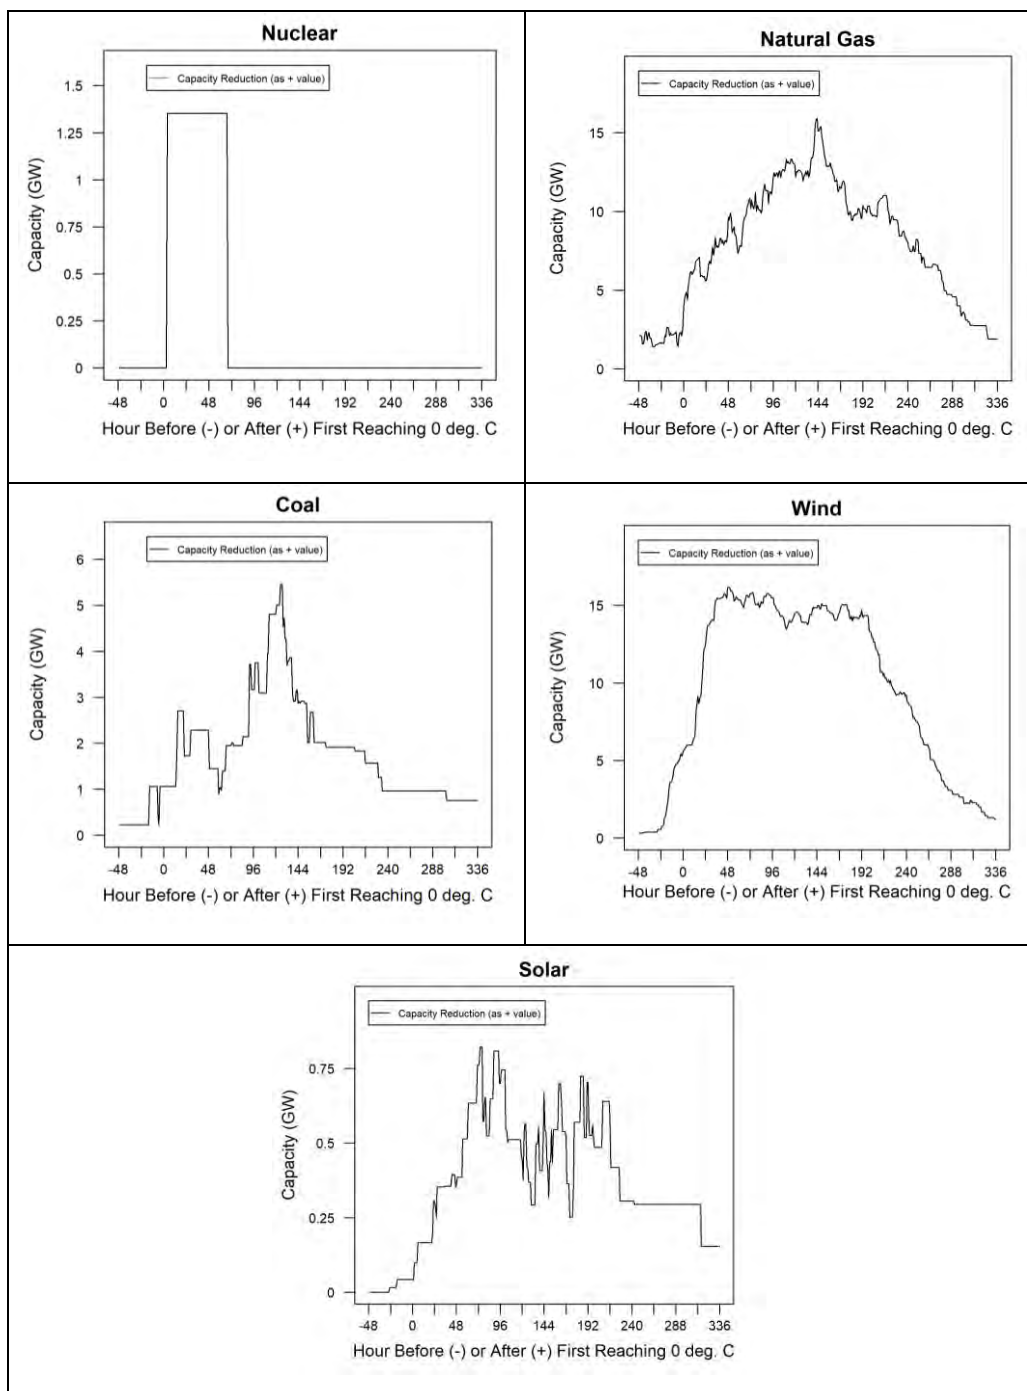 Nuclear
Capacity Reduction (as + value)
Capacity (GW)
1.5
1.25
1
0.75
0.5
0.25
0
-48 0 48 96 144 192 240 288 336
Hour Before (-) or After (+) First Reaching 0 deg. C
Natural Gas
Capacity Reduction (as + value)
Capacity (GW)
15
10
5
0
-48 0 48 96 144 192 240 288 336
Hour Before (-) or After (+) First Reaching 0 deg. C
Coal
Capacity Reduction (as + value)
Capacity (GW)
6
5
4
3
2
1
0
-48 0 48 96 144 192 240 288 336
Hour Before (-) or After (+) First Reaching 0 deg. C
Wind
Capacity Reduction (as + value)
Capacity (GW)
15
10
5
0
-48 0 48 96 144 192 240 288 336
Hour Before (-) or After (+) First Reaching 0 deg. C
Solar
Capacity Reduction (as + value)
Capacity (GW)
0.75
0.5
0.25
0
-48 0 48 96 144 192 240 288 336
Hour Before (-) or After (+) First Reaching 0 deg. C